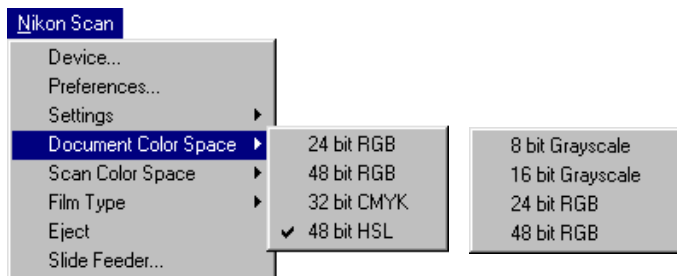 Nikon Scan
Device...
Preferences...
Settings
Document Color Space
Scan Color Space
Film Type
Eject
Slide Feeder...
24 bit RGB
48 bit RGB
32 bit CMYK
48 bit HSL
8 bit Grayscale
16 bit Grayscale
24 bit RGB
48 bit RGB